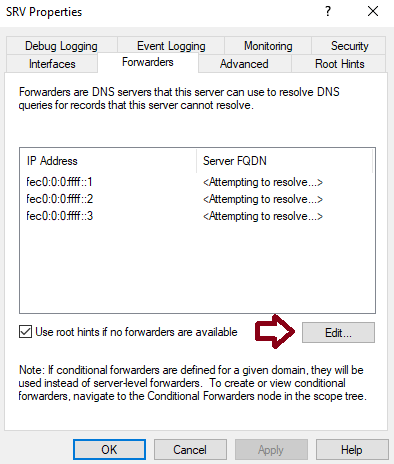 SRV Properties
?
Debug Logging Event Logging Monitoring Security
Interfaces Forwarders Advanced Root Hints
Forwarders are DNS servers that this server can use to resolve DNS
queries for records that this server cannot resolve.
IP Address Server FQDN
fec0:0:0:ffff::1 <Attempting to resolve...>
fec0:0:0:ffff::2 <Attempting to resolve...>
fec0:0:0:ffff::3 <Attempting to resolve...>
Use root hints if no forwarders are available Edit...
Note: If conditional forwarders are defined for a given domain, they will be
used instead of server-level forwarders. To create or view conditional
forwarders, navigate to the Conditional Forwarders node in the scope tree.
OK Cancel Apply Help